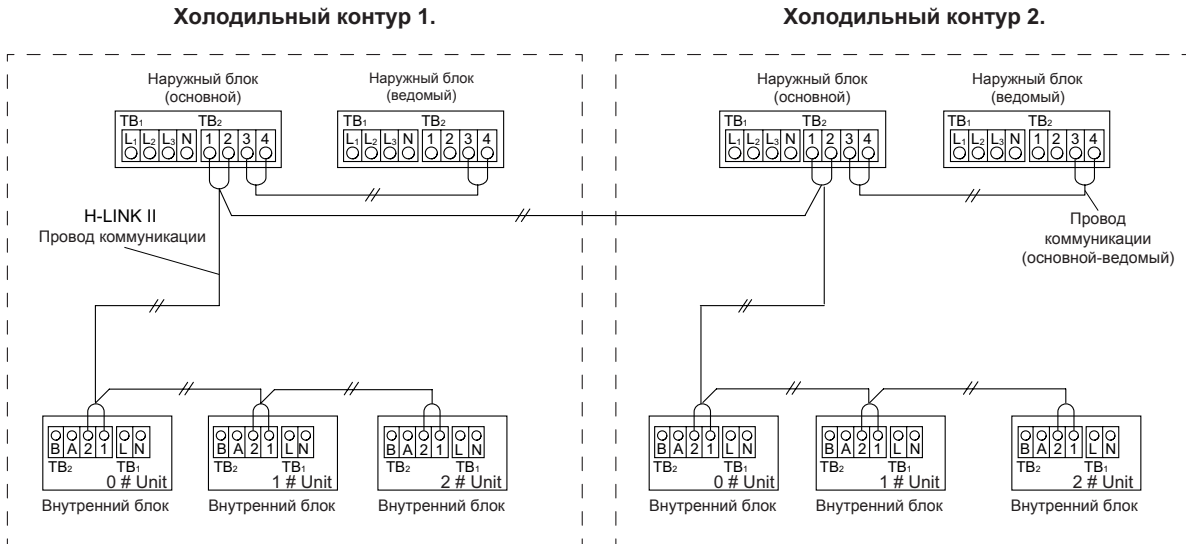 Холодильный контур 1.
Холодильный контур 2.
Наружный блок
(основной)
Наружный блок
(ведомый)
Наружный блок
(основной)
Наружный блок
(ведомый)
TB1 TB2
L1 L2 L3 N 1 2 3 4
TB1 TB2
L1 L2 L3 N 1 2 3 4
TB1 TB2
L1 L2 L3 N 1 2 3 4
TB1 TB2
L1 L2 L3 N 1 2 3 4
H-LINK II
Провод коммуникации
Провод
коммуникации
(основной-ведомый)
B A 2 1 L N
TB2 TB1
0 # Unit
Внутренний блок
B A 2 1 L N
TB2 TB1
1 # Unit
Внутренний блок
B A 2 1 L N
TB2 TB1
2 # Unit
Внутренний блок
B A 2 1 L N
TB2 TB1
0 # Unit
Внутренний блок
B A 2 1 L N
TB2 TB1
1 # Unit
Внутренний блок
B A 2 1 L N
TB2 TB1
2 # Unit
Внутренний блок